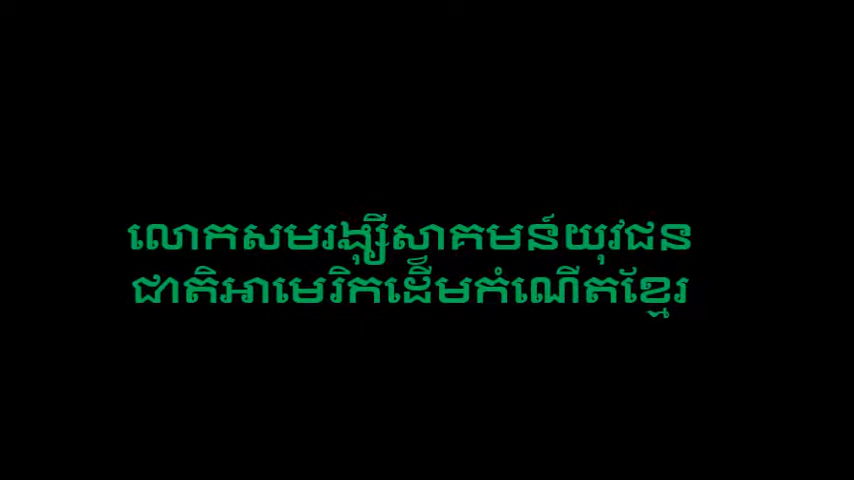 លោកសមរង្ស៊ីស្វាគមន៍យុវជន
ជាតិអាមេរិកដើមកំណើតខ្មែរ